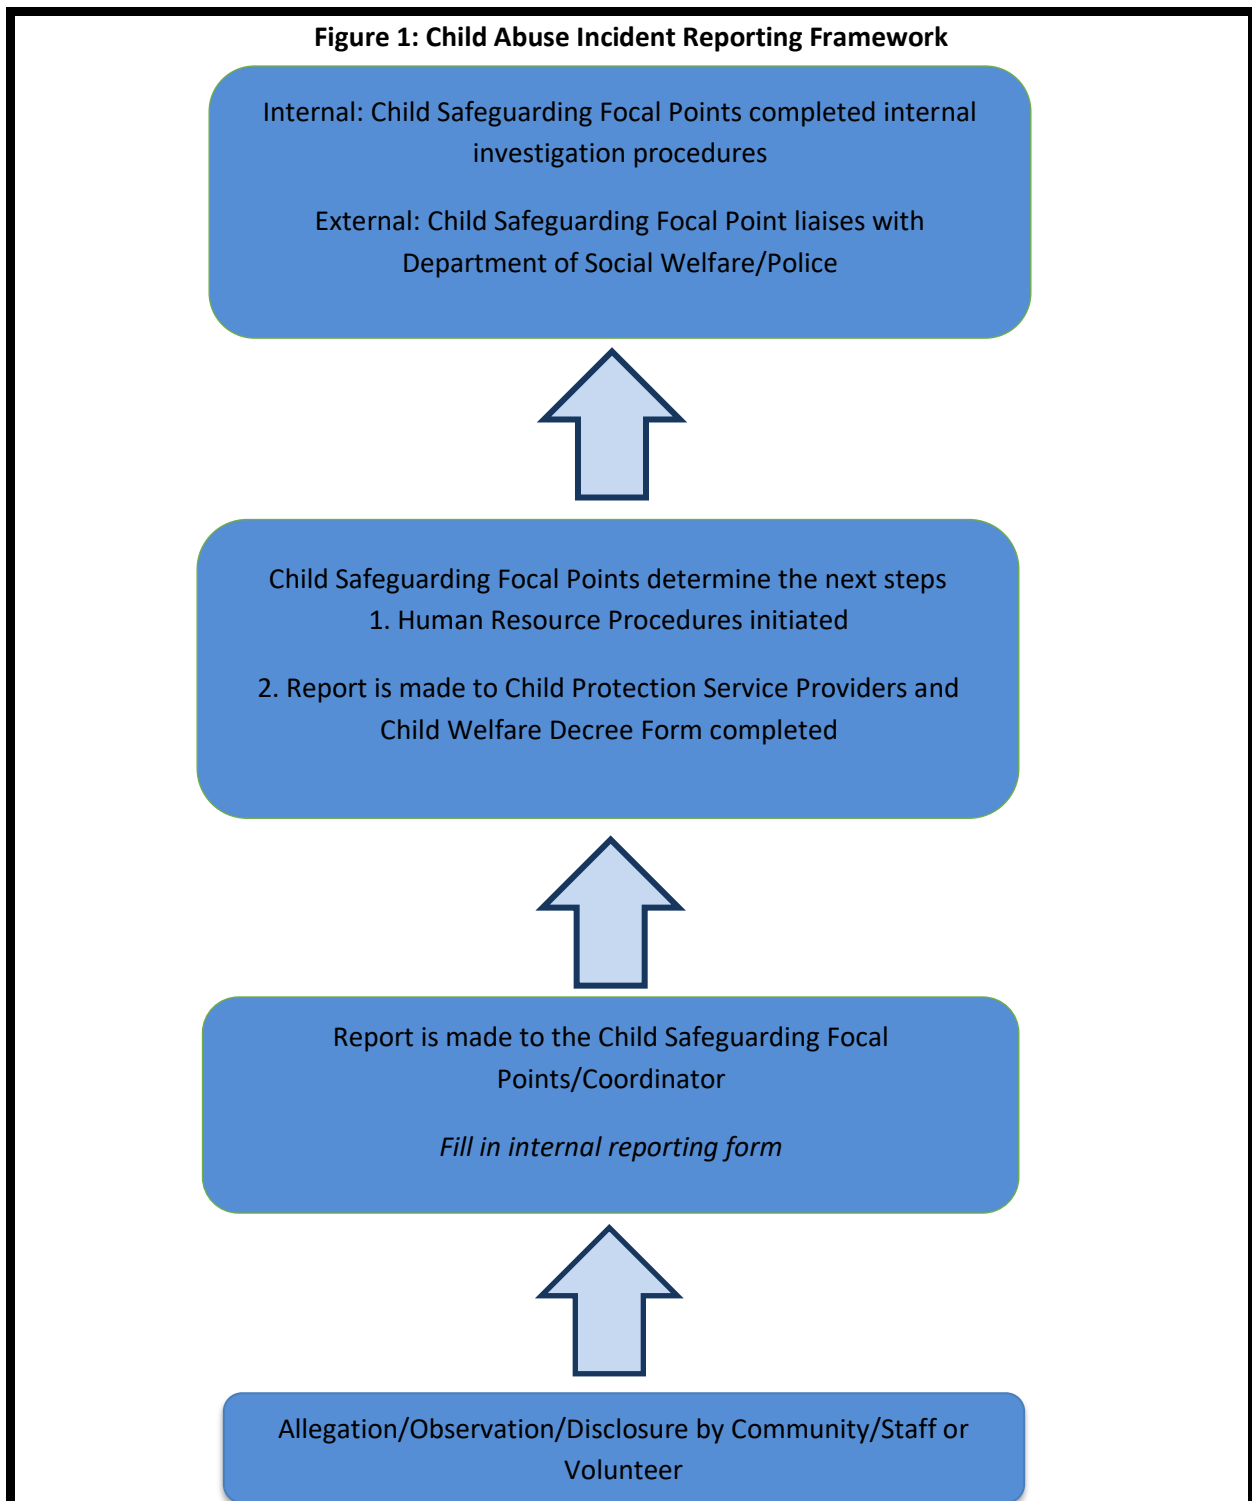 Figure 1: Child Abuse Incident Reporting Framework
Internal: Child Safeguarding Focal Points completed internal
investigation procedures
External: Child Safeguarding Focal Point liaises with
Department of Social Welfare/Police
Child Safeguarding Focal Points determine the next steps
1. Human Resource Procedures initiated
2. Report is made to Child Protection Service Providers and
Child Welfare Decree Form completed
Report is made to the Child Safeguarding Focal
Points/Coordinator
Fill in internal reporting form
Allegation/Observation/Disclosure by Community/Staff or
Volunteer